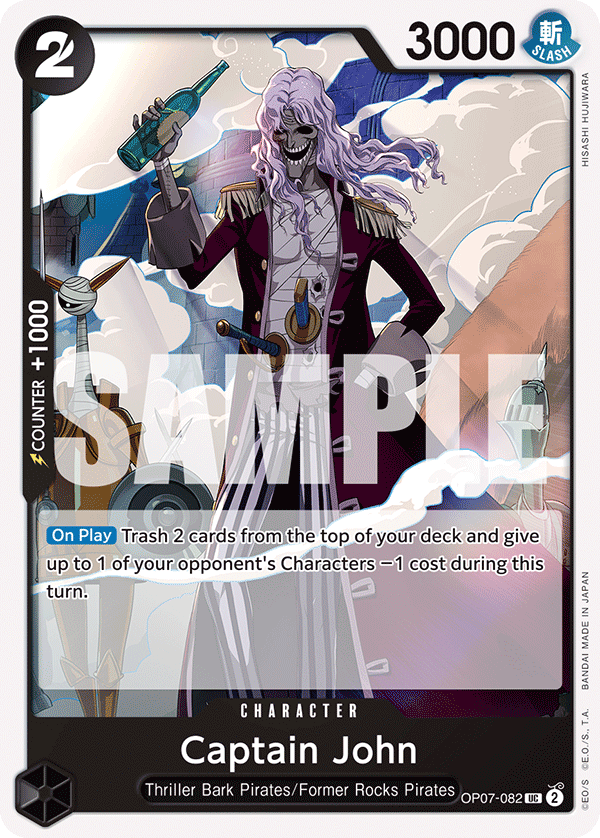 2
3000
斬
SLASH
HISASHI HUJIWARA
COUNTER +1000
SAMPLE
On Play Trash 2 cards from the top of your deck and give
up to 1 of your opponent's Characters −1 cost during this
turn.
CHARACTER
Captain John
Thriller Bark Pirates/Former Rocks Pirates
OP07-082 UC 2
©E.O/S ©E.O./S., T.A. BANDAI MADE IN JAPAN